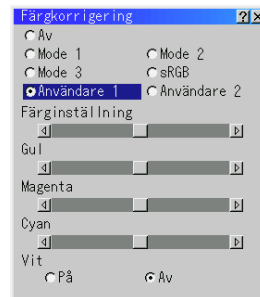 Färgkorrigering ? x
Av
Mode 1 Mode 2
Mode 3 sRGB
Användare 1 Användare 2
Färginställning
Gul
Magenta
Cyan
Vit
På Av